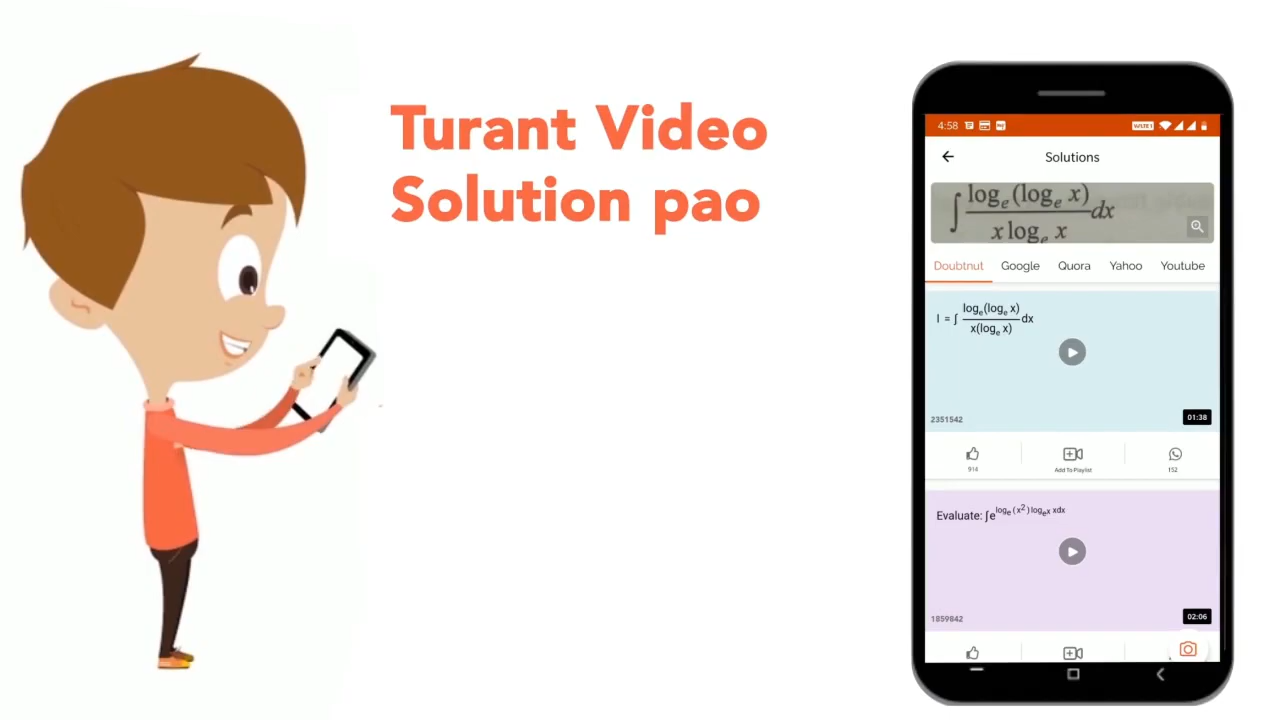 Turant Video
Solution pao
4:58
VoLTE1
Solutions
∫ logₑ(logₑ x) / x logₑ x dx
Doubtnut Google Quora Yahoo Youtube
I = ∫ logₑ(logₑ x) / x(logₑ x) dx
2351542 01:38
914 Add To Playlist 152
Evaluate: ∫e^logₑ(x²)logₑx xdx
1859842 02:06